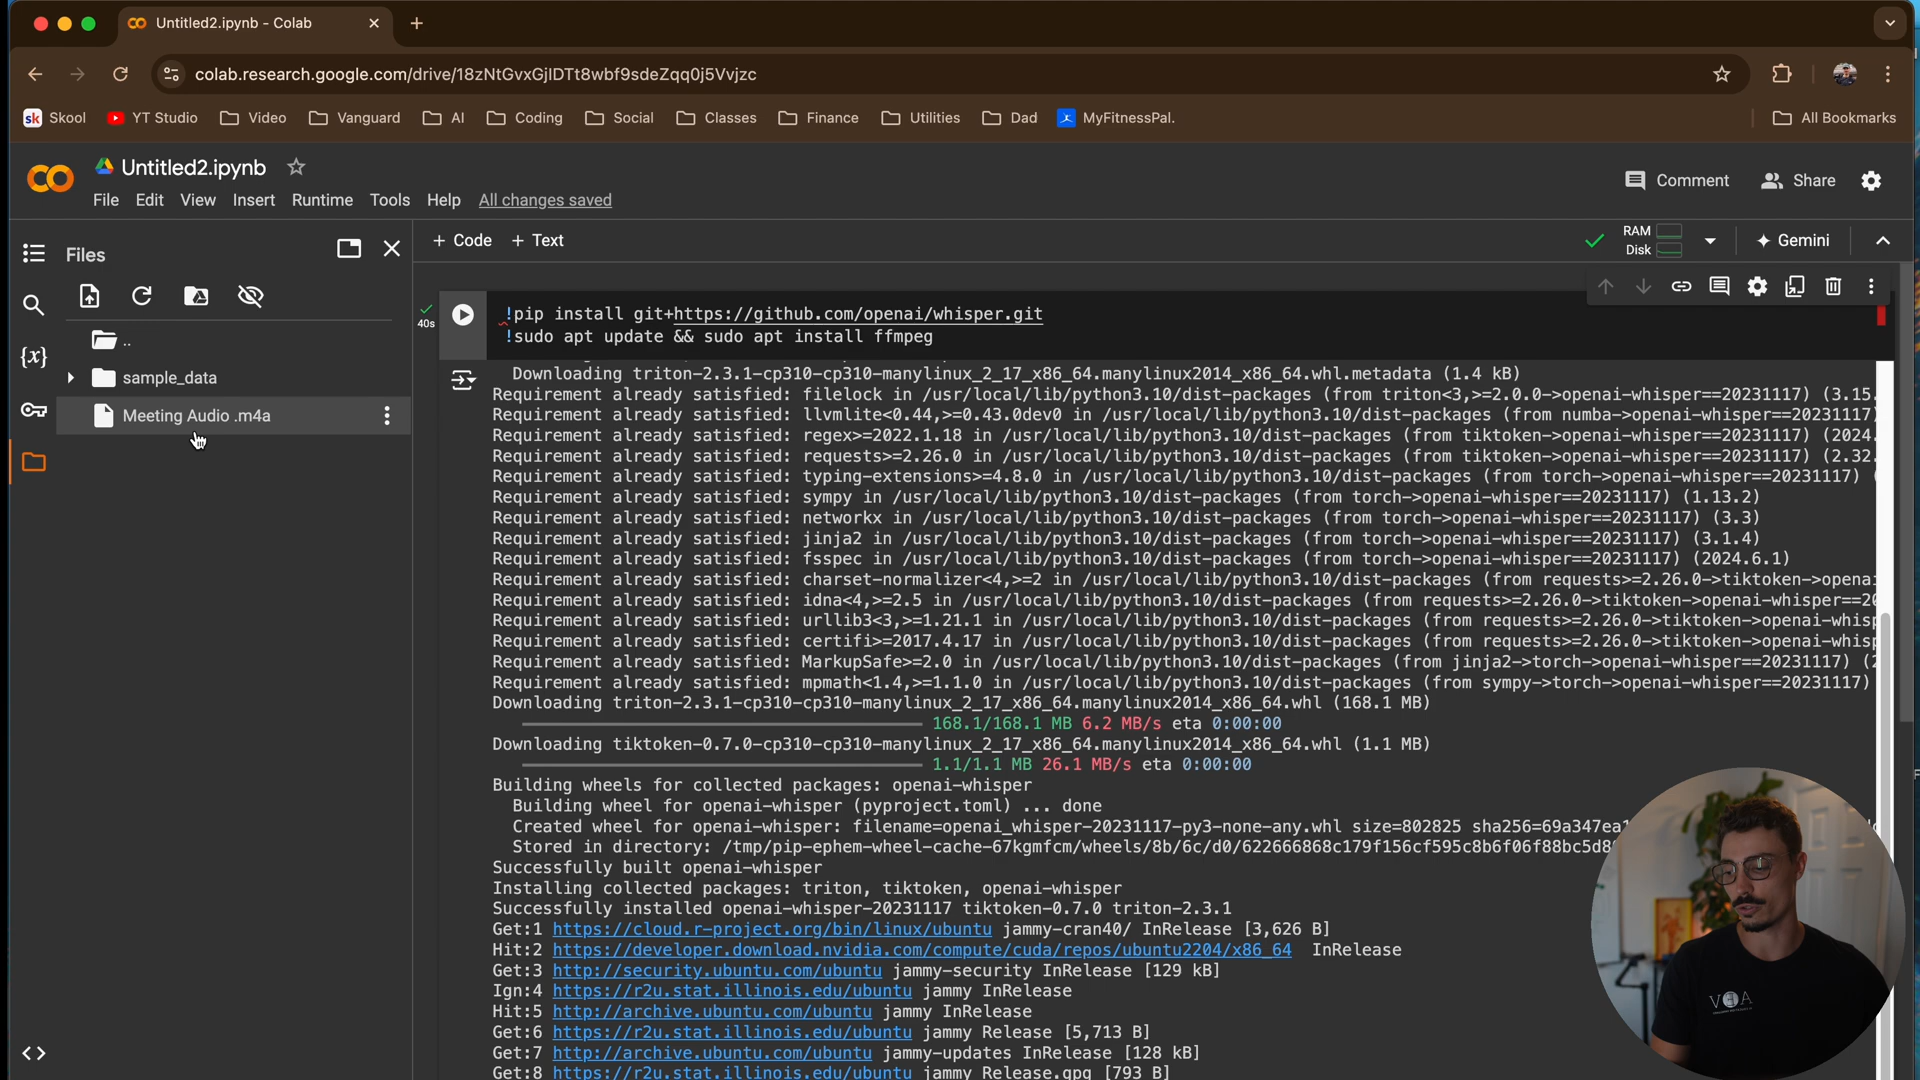 Untitled2.ipynb - Colab
colab.research.google.com/drive/18zNtGvxGjIDTt8wbf9sdeZqq0j5Vvjzc
sk Skool YT Studio Video Vanguard AI Coding Social Classes Finance Utilities Dad MyFitnessPal. All Bookmarks
Untitled2.ipynb
File Edit View Insert Runtime Tools Help All changes saved
Comment Share
Files
+ Code + Text
RAM
Disk
Gemini
..
sample_data
Meeting Audio .m4a
{x}
40s
!pip install git+https://github.com/openai/whisper.git
!sudo apt update && sudo apt install ffmpeg
Downloading triton-2.3.1-cp310-cp310-manylinux_2_17_x86_64.manylinux2014_x86_64.whl.metadata (1.4 kB)
Requirement already satisfied: filelock in /usr/local/lib/python3.10/dist-packages (from triton<3,>=2.0.0->openai-whisper==20231117) (3.15.
Requirement already satisfied: llvmlite<0.44,>=0.43.0dev0 in /usr/local/lib/python3.10/dist-packages (from numba->openai-whisper==20231117)
Requirement already satisfied: regex>=2022.1.18 in /usr/local/lib/python3.10/dist-packages (from tiktoken->openai-whisper==20231117) (2024.
Requirement already satisfied: requests>=2.26.0 in /usr/local/lib/python3.10/dist-packages (from tiktoken->openai-whisper==20231117) (2.32.
Requirement already satisfied: typing-extensions>=4.8.0 in /usr/local/lib/python3.10/dist-packages (from torch->openai-whisper==20231117) (
Requirement already satisfied: sympy in /usr/local/lib/python3.10/dist-packages (from torch->openai-whisper==20231117) (1.13.2)
Requirement already satisfied: networkx in /usr/local/lib/python3.10/dist-packages (from torch->openai-whisper==20231117) (3.3)
Requirement already satisfied: jinja2 in /usr/local/lib/python3.10/dist-packages (from torch->openai-whisper==20231117) (3.1.4)
Requirement already satisfied: fsspec in /usr/local/lib/python3.10/dist-packages (from torch->openai-whisper==20231117) (2024.6.1)
Requirement already satisfied: charset-normalizer<4,>=2 in /usr/local/lib/python3.10/dist-packages (from requests>=2.26.0->tiktoken->openai
Requirement already satisfied: idna<4,>=2.5 in /usr/local/lib/python3.10/dist-packages (from requests>=2.26.0->tiktoken->openai-whisper==20
Requirement already satisfied: urllib3<3,>=1.21.1 in /usr/local/lib/python3.10/dist-packages (from requests>=2.26.0->tiktoken->openai-whisp
Requirement already satisfied: certifi>=2017.4.17 in /usr/local/lib/python3.10/dist-packages (from requests>=2.26.0->tiktoken->openai-whisp
Requirement already satisfied: MarkupSafe>=2.0 in /usr/local/lib/python3.10/dist-packages (from jinja2->torch->openai-whisper==20231117) (2
Requirement already satisfied: mpmath<1.4,>=1.1.0 in /usr/local/lib/python3.10/dist-packages (from sympy->torch->openai-whisper==20231117)
Downloading triton-2.3.1-cp310-cp310-manylinux_2_17_x86_64.manylinux2014_x86_64.whl (168.1 MB)
168.1/168.1 MB 6.2 MB/s eta 0:00:00
Downloading tiktoken-0.7.0-cp310-cp310-manylinux_2_17_x86_64.manylinux2014_x86_64.whl (1.1 MB)
1.1/1.1 MB 26.1 MB/s eta 0:00:00
Building wheels for collected packages: openai-whisper
Building wheel for openai-whisper (pyproject.toml) ... done
Created wheel for openai-whisper: filename=openai_whisper-20231117-py3-none-any.whl size=802825 sha256=69a347ea1
Stored in directory: /tmp/pip-ephem-wheel-cache-67kgmfcm/wheels/8b/6c/d0/622666868c179f156cf595c8b6f06f88bc5d8
Successfully built openai-whisper
Installing collected packages: triton, tiktoken, openai-whisper
Successfully installed openai-whisper-20231117 tiktoken-0.7.0 triton-2.3.1
Get:1 https://cloud.r-project.org/bin/linux/ubuntu jammy-cran40/ InRelease [3,626 B]
Hit:2 https://developer.download.nvidia.com/compute/cuda/repos/ubuntu2204/x86_64 InRelease
Get:3 http://security.ubuntu.com/ubuntu jammy-security InRelease [129 kB]
Ign:4 https://r2u.stat.illinois.edu/ubuntu jammy InRelease
Hit:5 http://archive.ubuntu.com/ubuntu jammy InRelease
Get:6 https://r2u.stat.illinois.edu/ubuntu jammy Release [5,713 B]
Get:7 http://archive.ubuntu.com/ubuntu jammy-updates InRelease [128 kB]
Get:8 https://r2u.stat.illinois.edu/ubuntu jammy Release.gpg [793 B]